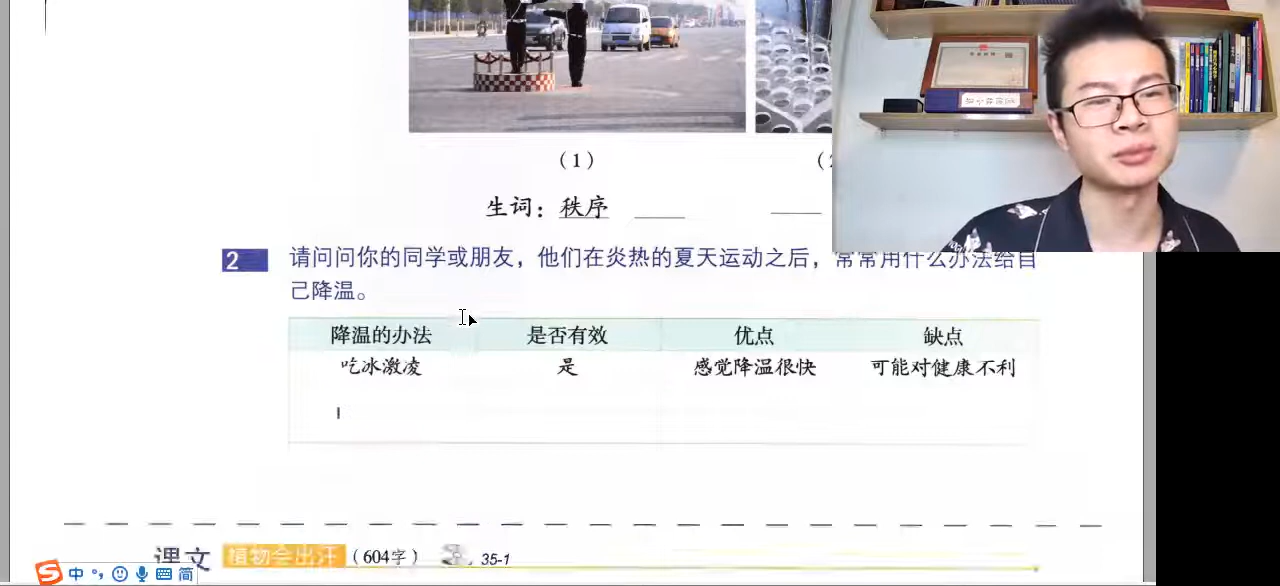 （1）
生词：秩序
2 请问问你的同学或朋友，他们在炎热的夏天运动之后，常常用什么办法给自
己降温。
降温的办法 是否有效 优点 缺点
吃冰激凌 是 感觉降温很快 可能对健康不利
课文 植物会出汗（604字） 35-1
中 简